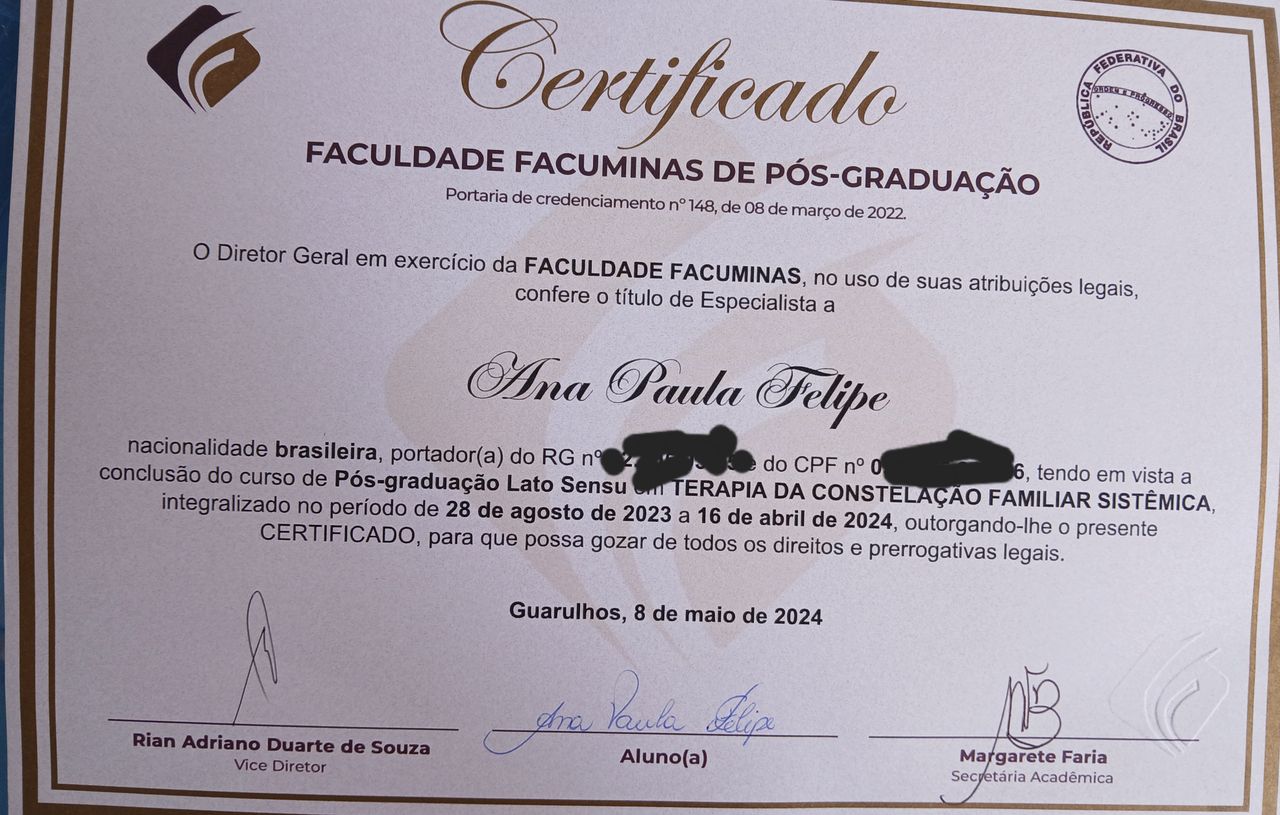 Certificado
REPÚBLICA FEDERATIVA DO BRASIL
ORDEM E PROGRESSO
FACULDADE FACUMINAS DE PÓS-GRADUAÇÃO
Portaria de credenciamento nº 148, de 08 de março de 2022.
O Diretor Geral em exercício da FACULDADE FACUMINAS, no uso de suas atribuições legais,
confere o título de Especialista a
Ana Paula Felipe
nacionalidade brasileira, portador(a) do RG nº do CPF nº 0 6, tendo em vista a
conclusão do curso de Pós-graduação Lato Sensu em TERAPIA DA CONSTELAÇÃO FAMILIAR SISTÊMICA,
integralizado no período de 28 de agosto de 2023 a 16 de abril de 2024, outorgando-lhe o presente
CERTIFICADO, para que possa gozar de todos os direitos e prerrogativas legais.
Guarulhos, 8 de maio de 2024
Ana Paula Felipe
Rian Adriano Duarte de Souza
Vice Diretor
Aluno(a)
Margarete Faria
Secretária Acadêmica